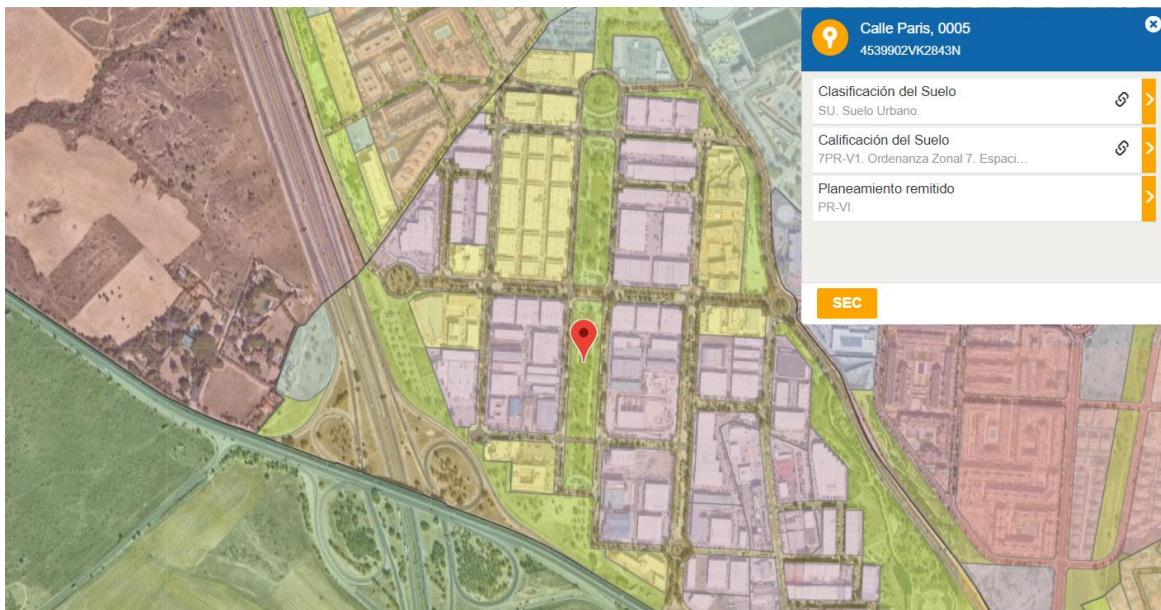 Calle Paris, 0005
4539902VK2843N
Clasificación del Suelo
SU. Suelo Urbano.
Calificación del Suelo
7PR-V1. Ordenanza Zonal 7. Espaci...
Planeamiento remitido
PR-VI.
SEC